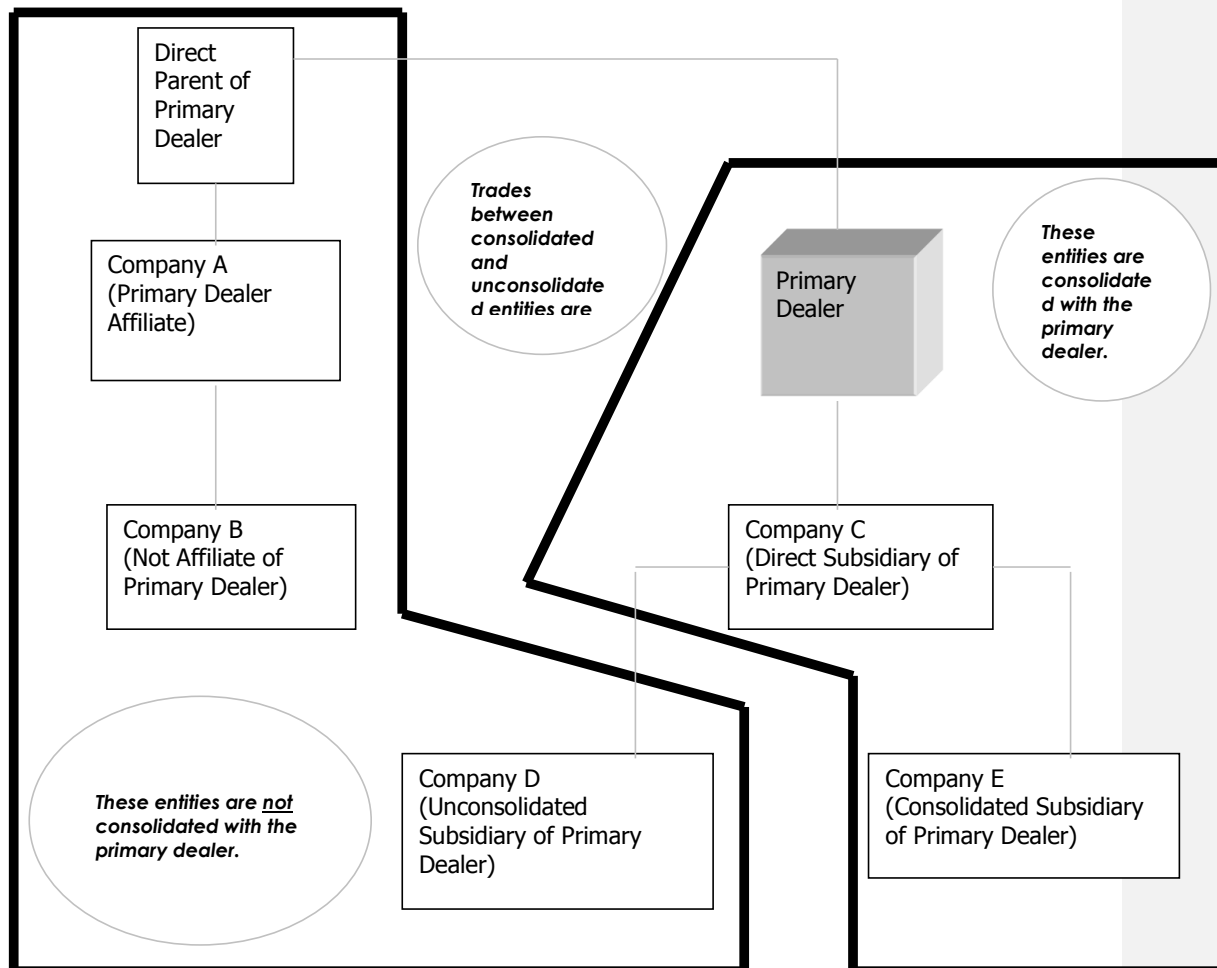 Direct
Parent of
Primary
Dealer
Trades
between
consolidated
and
unconsolidate
d entities are
These
entities are
consolidate
d with the
primary
dealer.
Primary
Dealer
Company A
(Primary Dealer
Affiliate)
Company B
(Not Affiliate of
Primary Dealer)
Company C
(Direct Subsidiary of
Primary Dealer)
These entities are not
consolidated with the
primary dealer.
Company D
(Unconsolidated
Subsidiary of Primary
Dealer)
Company E
(Consolidated Subsidiary
of Primary Dealer)